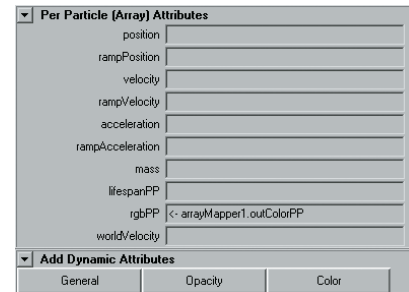 Per Particle (Array) Attributes
position
rampPosition
velocity
rampVelocity
acceleration
rampAcceleration
mass
lifespanPP
rgbPP <- arrayMapper1.outColorPP
worldVelocity
Add Dynamic Attributes
General Opacity Color